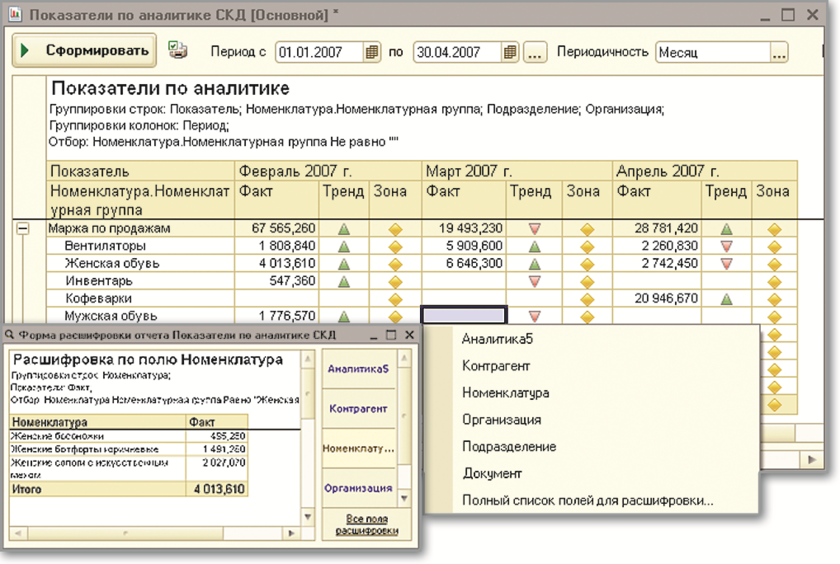 Показатели по аналитике СКД [Основной] *
Сформировать Период с 01.01.2007 по 30.04.2007 ... Периодичность Месяц ...
Показатели по аналитике
Группировки строк: Показатель; Номенклатура.Номенклатурная группа; Подразделение; Организация;
Группировки колонок: Период;
Отбор: Номенклатура.Номенклатурная группа Не равно ""
Показатель Февраль 2007 г. Март 2007 г. Апрель 2007 г.
Номенклатура.Номенклат Факт Тренд Зона Факт Тренд Зона Факт Тренд Зона
урная группа
Маржа по продажам 67 565,260 19 493,230 28 781,420
Вентиляторы 1 808,840 5 909,600 2 260,830
Женская обувь 4 013,610 6 646,300 2 742,450
Инвентарь 547,360
Кофеварки 20 946,670
Мужская обувь 1 776,570
Форма расшифровки отчета Показатели по аналитике СКД
Расшифровка по полю Номенклатура
Группировки строк: Номенклатура;
Показатели: Факт,
Отбор: Номенклатура.Номенклатурная группа Равно "Женская
Номенклатура Факт
Женские босоножки 495,260
Женские ботфорты коричневые 1 491,280
Женские сапоги с искусственным 2 027,070
мехом
Итого 4 013,610
Аналитика5
Контрагент
Номенклату...
Организация
Все поля
расшифровки
Аналитика5
Контрагент
Номенклатура
Организация
Подразделение
Документ
Полный список полей для расшифровки...